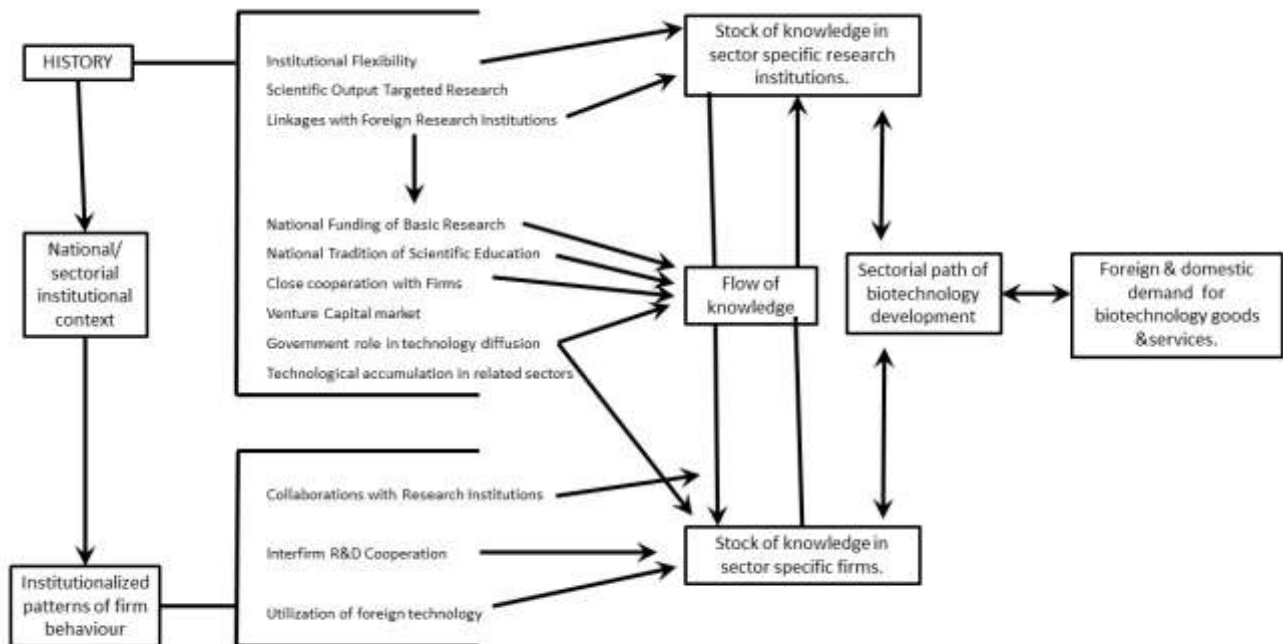 HISTORY
National/
sectorial
institutional
context
Institutionalized
patterns of firm
behaviour
Institutional Flexibility
Scientific Output Targeted Research
Linkages with Foreign Research Institutions
National Funding of Basic Research
National Tradition of Scientific Education
Close cooperation with Firms
Venture Capital market
Government role in technology diffusion
Technological accumulation in related sectors
Collaborations with Research Institutions
Interfirm R&D Cooperation
Utilization of foreign technology
Stock of knowledge in
sector specific research
institutions.
Flow of
knowledge
Stock of knowledge in
sector specific firms.
Sectorial path of
biotechnology
development
Foreign & domestic
demand for
biotechnology goods
&services.